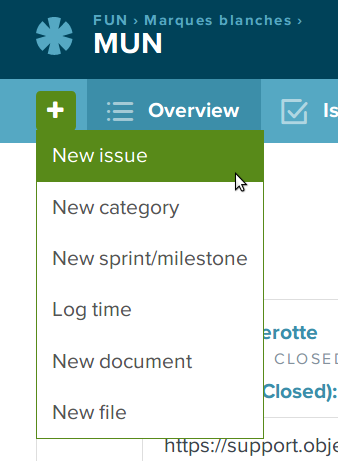 FUN › Marques blanches ›
MUN
+ Overview
New issue
New category
New sprint/milestone
Log time
New document
New file
erotte
CLOSED
Closed):
https://support.obje